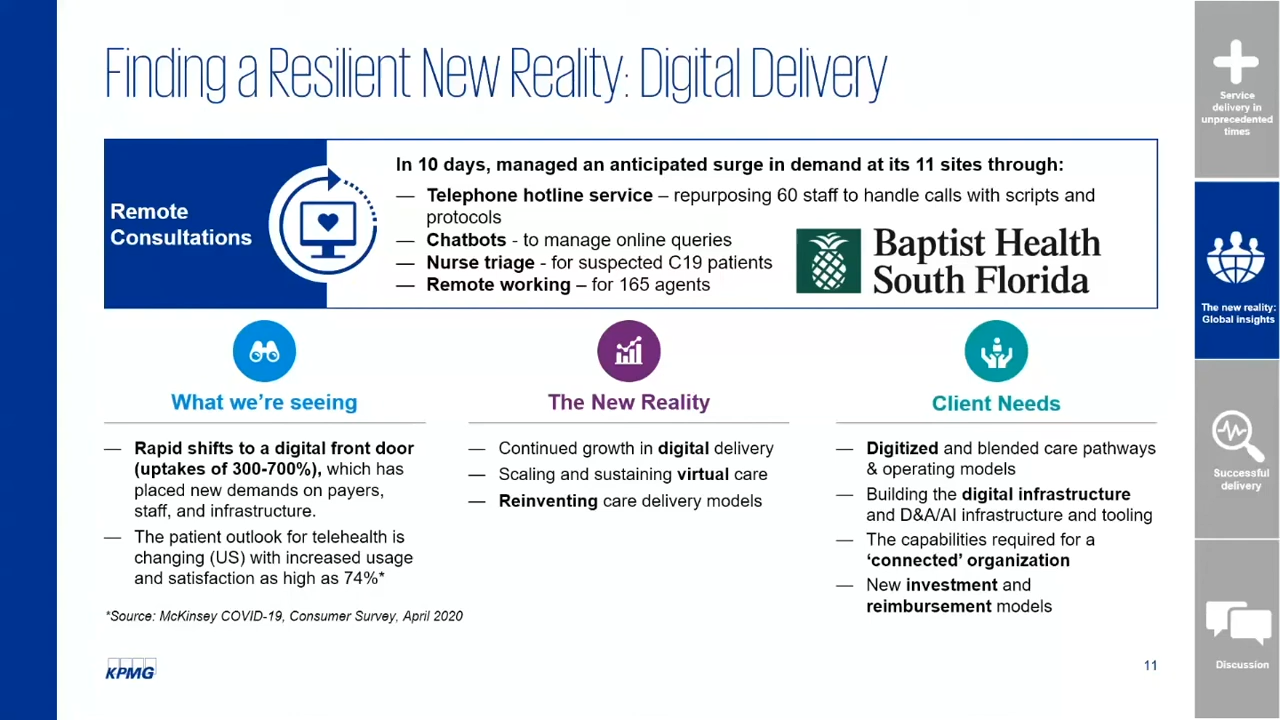 Finding a Resilient New Reality: Digital Delivery
Remote
Consultations
In 10 days, managed an anticipated surge in demand at its 11 sites through:
— Telephone hotline service – repurposing 60 staff to handle calls with scripts and
protocols
— Chatbots - to manage online queries
— Nurse triage - for suspected C19 patients
— Remote working – for 165 agents
Baptist Health
South Florida
What we’re seeing
— Rapid shifts to a digital front door
(uptakes of 300-700%), which has
placed new demands on payers,
staff, and infrastructure.
— The patient outlook for telehealth is
changing (US) with increased usage
and satisfaction as high as 74%*
*Source: McKinsey COVID-19, Consumer Survey, April 2020
The New Reality
— Continued growth in digital delivery
— Scaling and sustaining virtual care
— Reinventing care delivery models
Client Needs
— Digitized and blended care pathways
& operating models
— Building the digital infrastructure
and D&A/AI infrastructure and tooling
— The capabilities required for a
‘connected’ organization
— New investment and
reimbursement models
KPMG
11
Service
delivery in
unprecedented
times
The new reality:
Global insights
Successful
delivery
Discussion